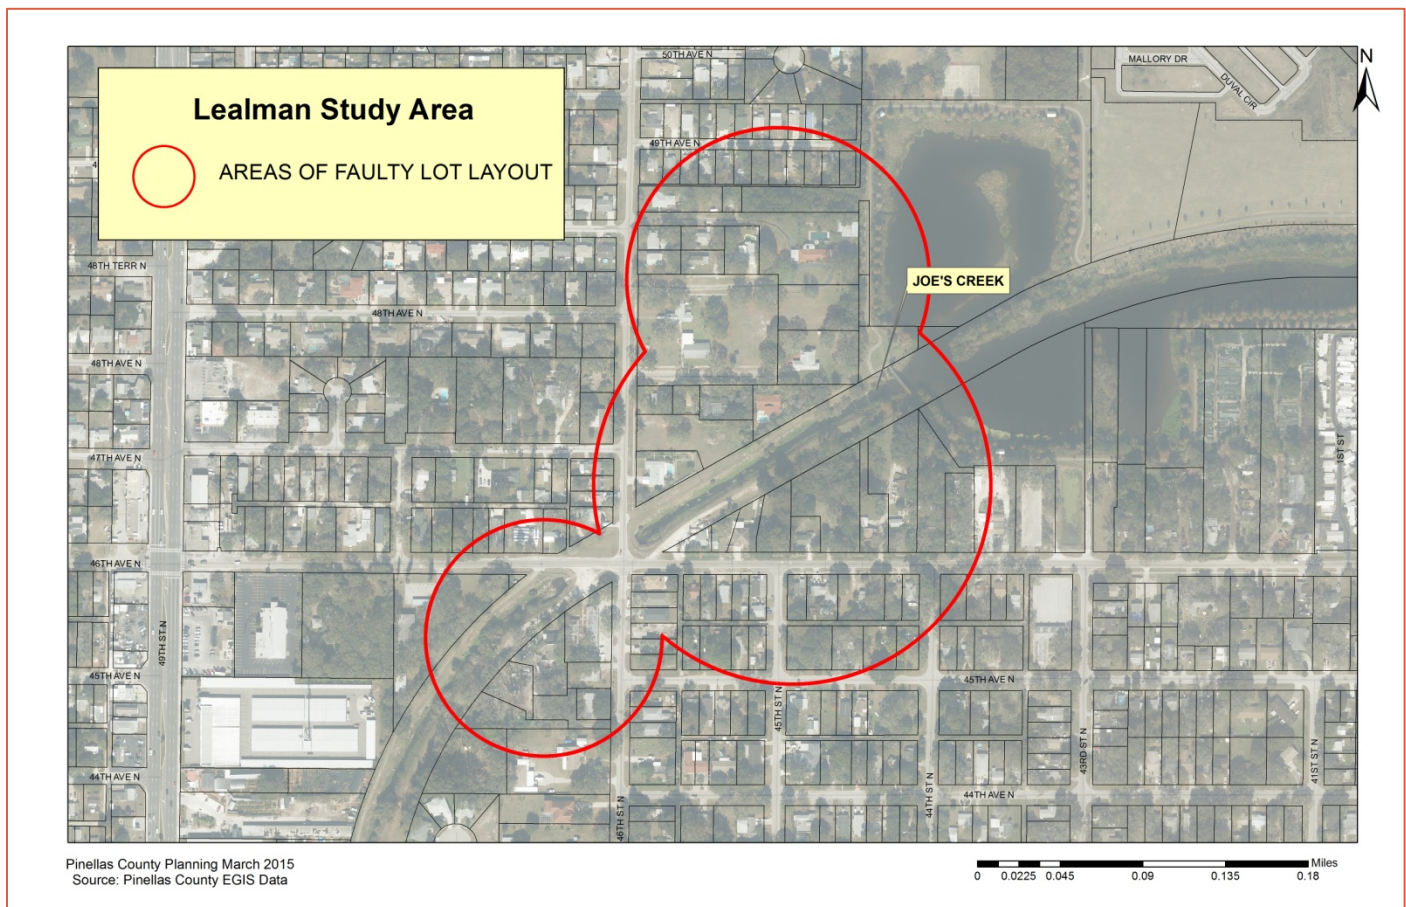 50TH AVE N
MALLORY DR
N
DUVAL CIR
Lealman Study Area
AREAS OF FAULTY LOT LAYOUT
49TH AVE N
4
48TH TERR N
JOE'S CREEK
48TH AVE N
48TH AVE N
47TH AVE N
1ST ST
46TH AVE N
49TH ST N
45TH AVE N
45TH AVE N
45TH ST N
43RD ST N
41ST ST N
44TH AVE N
44TH ST N
44TH AVE N
46TH ST N
Pinellas County Planning March 2015
Source: Pinellas County EGIS Data
Miles
0 0.0225 0.045 0.09 0.135 0.18